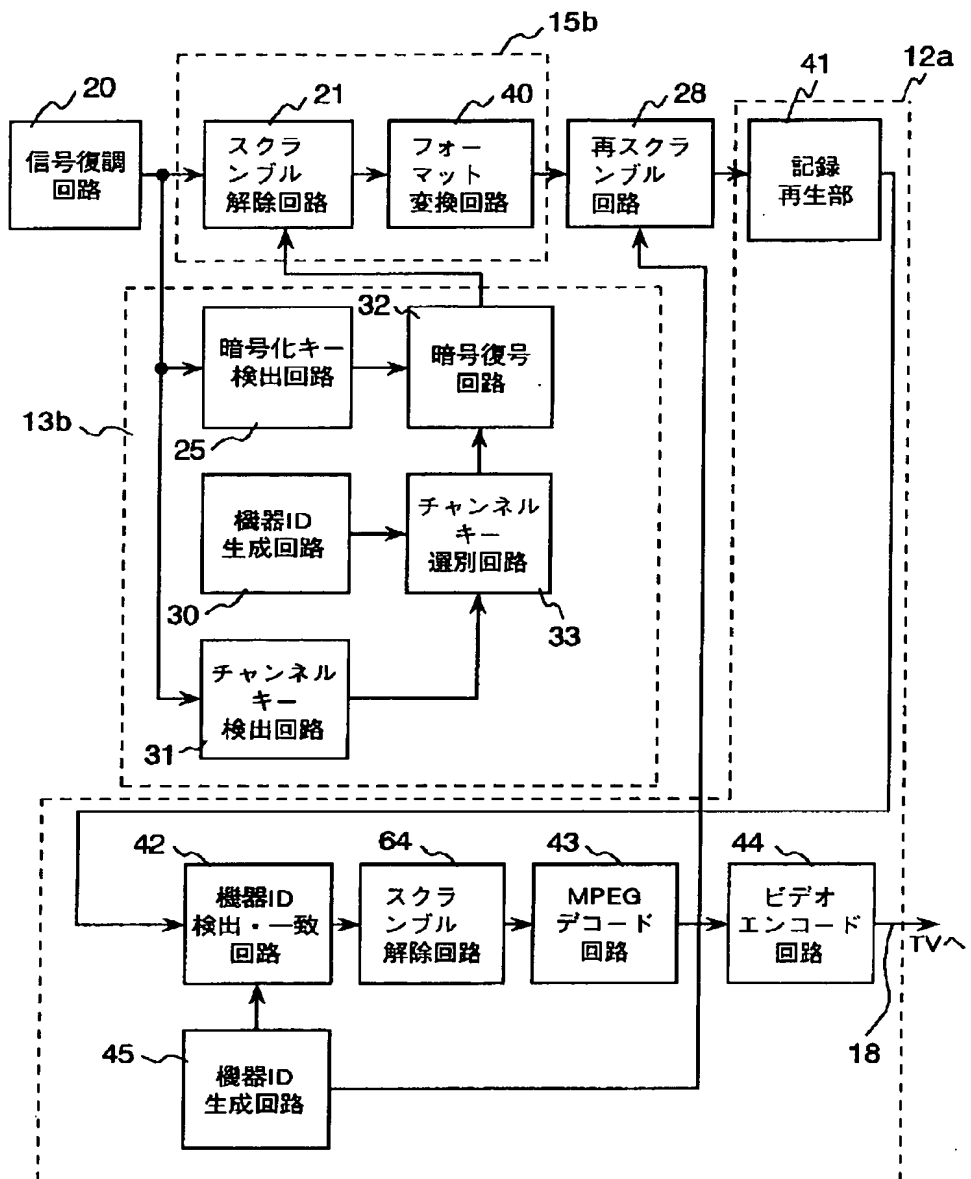 15b
12a
20
21
40
28
41
信号復調
回路
スクラ
ンブル
解除回路
フォー
マット
変換回路
再スクラ
ンブル
回路
記録
再生部
32
暗号化キー
検出回路
暗号復号
回路
13b
25
機器ID
生成回路
チャンネル
キー
選別回路
30
33
チャンネル
キー
検出回路
31
42
64
43
44
機器ID
検出・一致
回路
スクラ
ンブル
解除回路
MPEG
デコード
回路
ビデオ
エンコード
回路
TVへ
18
45
機器ID
生成回路